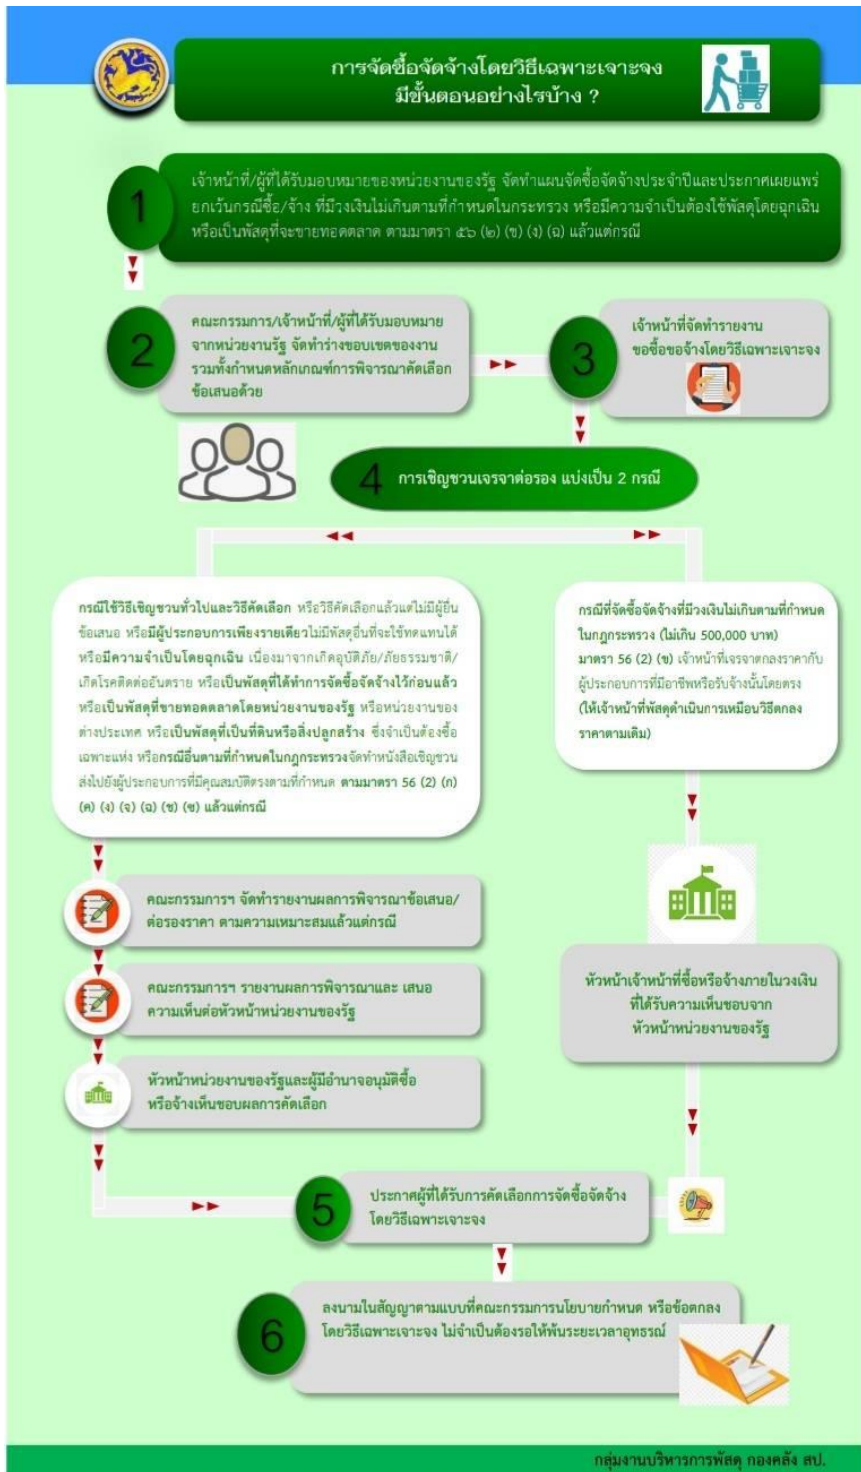 การจัดซื้อจัดจ้างโดยวิธีเฉพาะเจาะจง
มีขั้นตอนอย่างไรบ้าง ?
1
เจ้าหน้าที่/ผู้ที่ได้รับมอบหมายของหน่วยงานของรัฐ จัดทำแผนจัดซื้อจัดจ้างประจำปีและประกาศเผยแพร่
ยกเว้นกรณีซื้อ/จ้าง ที่มีวงเงินไม่เกินตามที่กำหนดในกระทรวง หรือมีความจำเป็นต้องใช้พัสดุโดยฉุกเฉิน
หรือเป็นพัสดุที่จะขายทอดตลาด ตามมาตรา ๕๖ (๒) (ข) (ง) (ฉ) แล้วแต่กรณี
2
คณะกรรมการ/เจ้าหน้าที่/ผู้ที่ได้รับมอบหมาย
จากหน่วยงานรัฐ จัดทำร่างขอบเขตของงาน
รวมทั้งกำหนดหลักเกณฑ์การพิจารณาคัดเลือก
ข้อเสนอด้วย
3
เจ้าหน้าที่จัดทำรายงาน
ขอซื้อขอจ้างโดยวิธีเฉพาะเจาะจง
4 การเชิญชวนเจรจาต่อรอง แบ่งเป็น 2 กรณี
กรณีใช้วิธีเชิญชวนทั่วไปและวิธีคัดเลือก หรือวิธีคัดเลือกแล้วแต่ไม่มีผู้ยื่น
ข้อเสนอ หรือมีผู้ประกอบการเพียงรายเดียวไม่มีพัสดุอื่นที่จะใช้ทดแทนได้
หรือมีความจำเป็นโดยฉุกเฉิน เนื่องมาจากเกิดอุบัติภัย/ภัยธรรมชาติ/
เกิดโรคติดต่ออันตราย หรือเป็นพัสดุที่ได้ทำการจัดซื้อจัดจ้างไว้ก่อนแล้ว
หรือเป็นพัสดุที่ขายทอดตลาดโดยหน่วยงานของรัฐ หรือหน่วยงานของ
ต่างประเทศ หรือเป็นพัสดุที่เป็นที่ดินหรือสิ่งปลูกสร้าง ซึ่งจำเป็นต้องซื้อ
เฉพาะแห่ง หรือกรณีอื่นตามที่กำหนดในกฎกระทรวงจัดทำหนังสือเชิญชวน
ส่งไปยังผู้ประกอบการที่มีคุณสมบัติตรงตามที่กำหนด ตามมาตรา 56 (2) (ก)
(ค) (ง) (จ) (ฉ) (ช) (ซ) แล้วแต่กรณี
กรณีที่จัดซื้อจัดจ้างที่มีวงเงินไม่เกินตามที่กำหนด
ในกฎกระทรวง (ไม่เกิน 500,000 บาท)
มาตรา 56 (2) (ข) เจ้าหน้าที่เจรจาตกลงราคากับ
ผู้ประกอบการที่มีอาชีพหรือรับจ้างนั้นโดยตรง
(ให้เจ้าหน้าที่พัสดุดำเนินการเหมือนวิธีตกลง
ราคาตามเดิม)
คณะกรรมการฯ จัดทำรายงานผลการพิจารณาข้อเสนอ/
ต่อรองราคา ตามความเหมาะสมแล้วแต่กรณี
คณะกรรมการฯ รายงานผลการพิจารณาและ เสนอ
ความเห็นต่อหัวหน้าหน่วยงานของรัฐ
หัวหน้าหน่วยงานของรัฐและผู้มีอำนาจอนุมัติซื้อ
หรือจ้างเห็นชอบผลการคัดเลือก
หัวหน้าเจ้าหน้าที่ซื้อหรือจ้างภายในวงเงิน
ที่ได้รับความเห็นชอบจาก
หัวหน้าหน่วยงานของรัฐ
5
ประกาศผู้ที่ได้รับการคัดเลือกการจัดซื้อจัดจ้าง
โดยวิธีเฉพาะเจาะจง
6
ลงนามในสัญญาตามแบบที่คณะกรรมการนโยบายกำหนด หรือข้อตกลง
โดยวิธีเฉพาะเจาะจง ไม่จำเป็นต้องรอให้พ้นระยะเวลาอุทธรณ์
กลุ่มงานบริหารการพัสดุ กองคลัง สป.